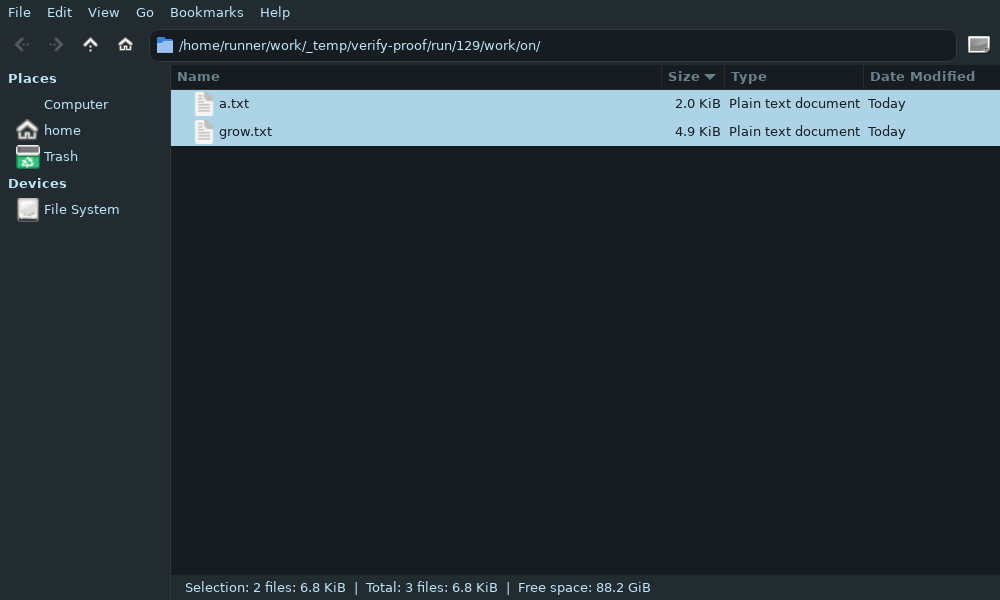 File Edit View Go Bookmarks Help
/home/runner/work/_temp/verify-proof/run/129/work/on/
Places
Computer
home
Trash
Devices
File System
Name Size Type Date Modified
a.txt 2.0 KiB Plain text document Today
grow.txt 4.9 KiB Plain text document Today
Selection: 2 files: 6.8 KiB | Total: 3 files: 6.8 KiB | Free space: 88.2 GiB